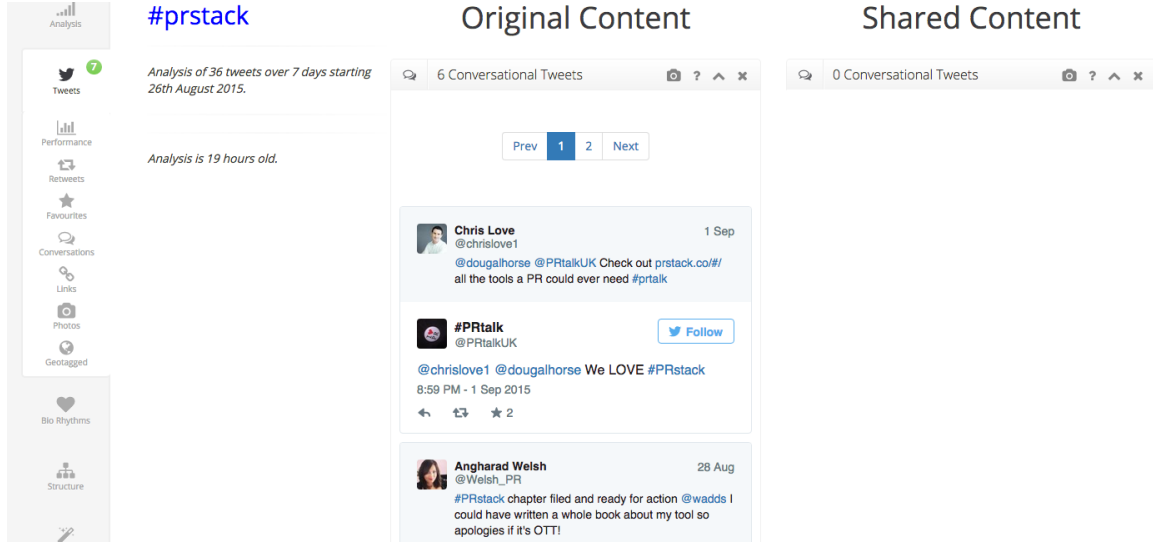 Analysis
7
Tweets
Performance
Retweets
Favourites
Conversations
Links
Photos
Geotagged
Bio Rhythms
Structure
#prstack
Analysis of 36 tweets over 7 days starting
26th August 2015.
Analysis is 19 hours old.
Original Content
6 Conversational Tweets
?
Prev 1 2 Next
Chris Love 1 Sep
@chrislove1
@dougalhorse @PRtalkUK Check out prstack.co/#/
all the tools a PR could ever need #prtalk
#PRtalk Follow
@PRtalkUK
@chrislove1 @dougalhorse We LOVE #PRstack
8:59 PM - 1 Sep 2015
2
Angharad Welsh 28 Aug
@Welsh_PR
#PRstack chapter filed and ready for action @wadds I
could have written a whole book about my tool so
apologies if it's OTT!
Shared Content
0 Conversational Tweets
?